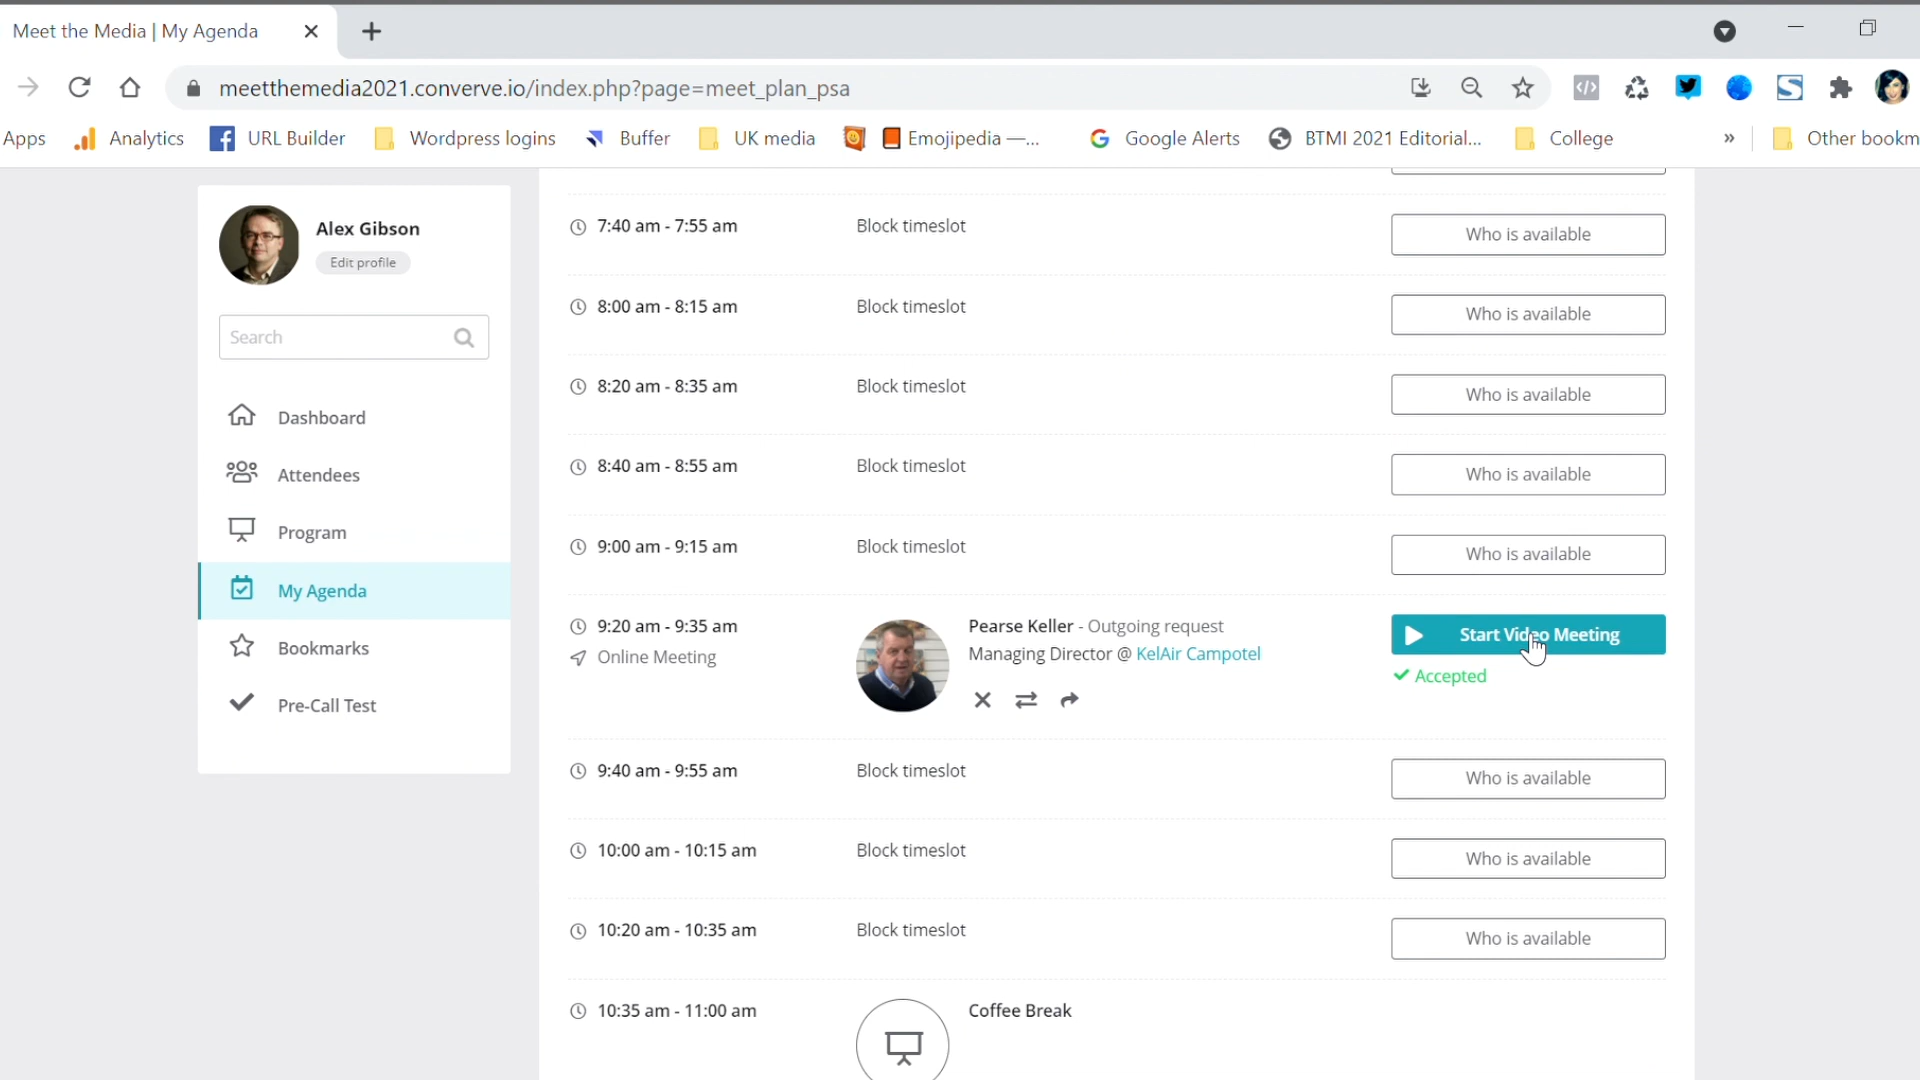 Meet the Media | My Agenda
meetthemedia2021.converve.io/index.php?page=meet_plan_psa
Apps Analytics URL Builder Wordpress logins Buffer UK media Emojipedia —... Google Alerts BTMI 2021 Editorial... College » Other bookm
Alex Gibson
Edit profile
Search
Dashboard
Attendees
Program
My Agenda
Bookmarks
Pre-Call Test
7:40 am - 7:55 am Block timeslot Who is available
8:00 am - 8:15 am Block timeslot Who is available
8:20 am - 8:35 am Block timeslot Who is available
8:40 am - 8:55 am Block timeslot Who is available
9:00 am - 9:15 am Block timeslot Who is available
9:20 am - 9:35 am Pearse Keller - Outgoing request Start Video Meeting
Online Meeting Managing Director @ KelAir Campotel Accepted
9:40 am - 9:55 am Block timeslot Who is available
10:00 am - 10:15 am Block timeslot Who is available
10:20 am - 10:35 am Block timeslot Who is available
10:35 am - 11:00 am Coffee Break